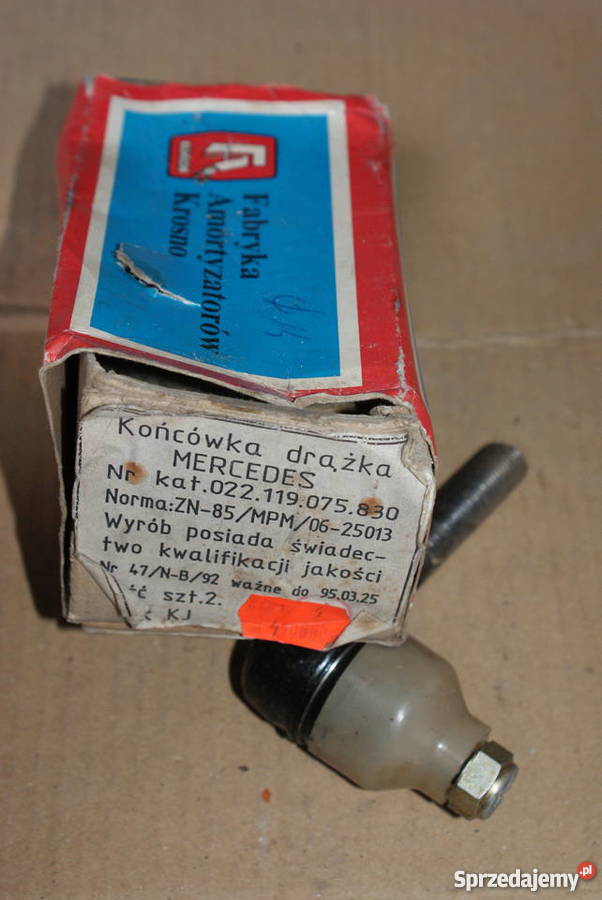 Fabryka
Amortyzatorów
Krosno
Końcówka drążka
MERCEDES
Nr kat.022.119.075.830
Norma:ZN-85/MPM/06-25013
Wyrób posiada świadec-
two kwalifikacji jakości
Nr 47/N-B/92 ważne do 95.03.25
szt.2.
KJ
Sprzedajemy.pl